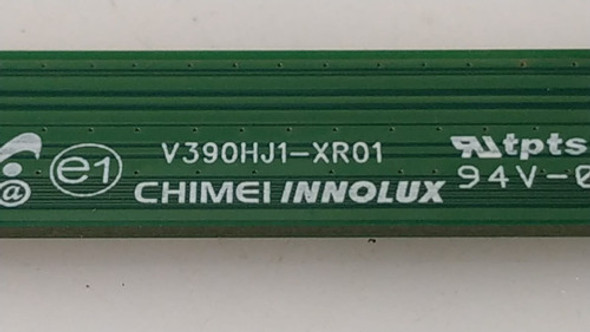 V390HJ1-XR01
tpts
@ e1
CHIMEI INNOLUX
94V-0